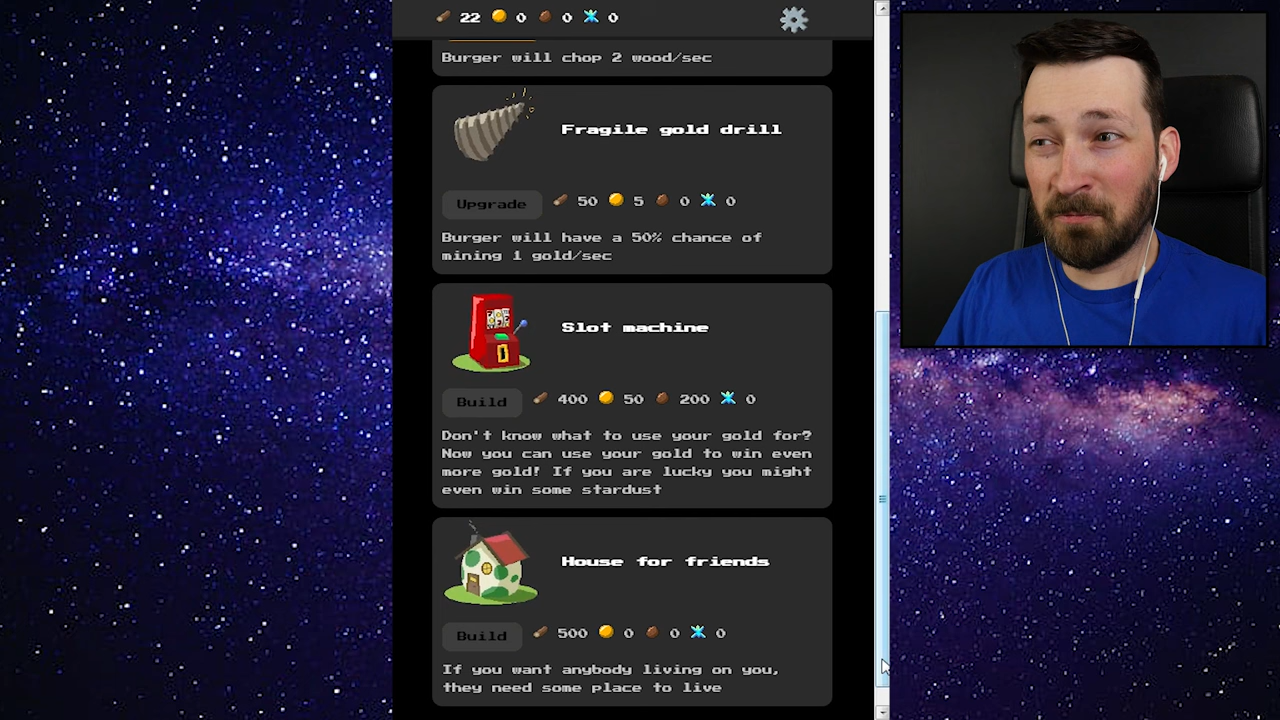 22 0 0 0
Burger will chop 2 wood/sec
Fragile gold drill
Upgrade 50 5 0 0
Burger will have a 50% chance of
mining 1 gold/sec
Slot machine
Build 400 50 200 0
Don't know what to use your gold for?
Now you can use your gold to win even
more gold! If you are lucky you might
even win some stardust
House for friends
Build 500 0 0 0
If you want anybody living on you,
they need some place to live